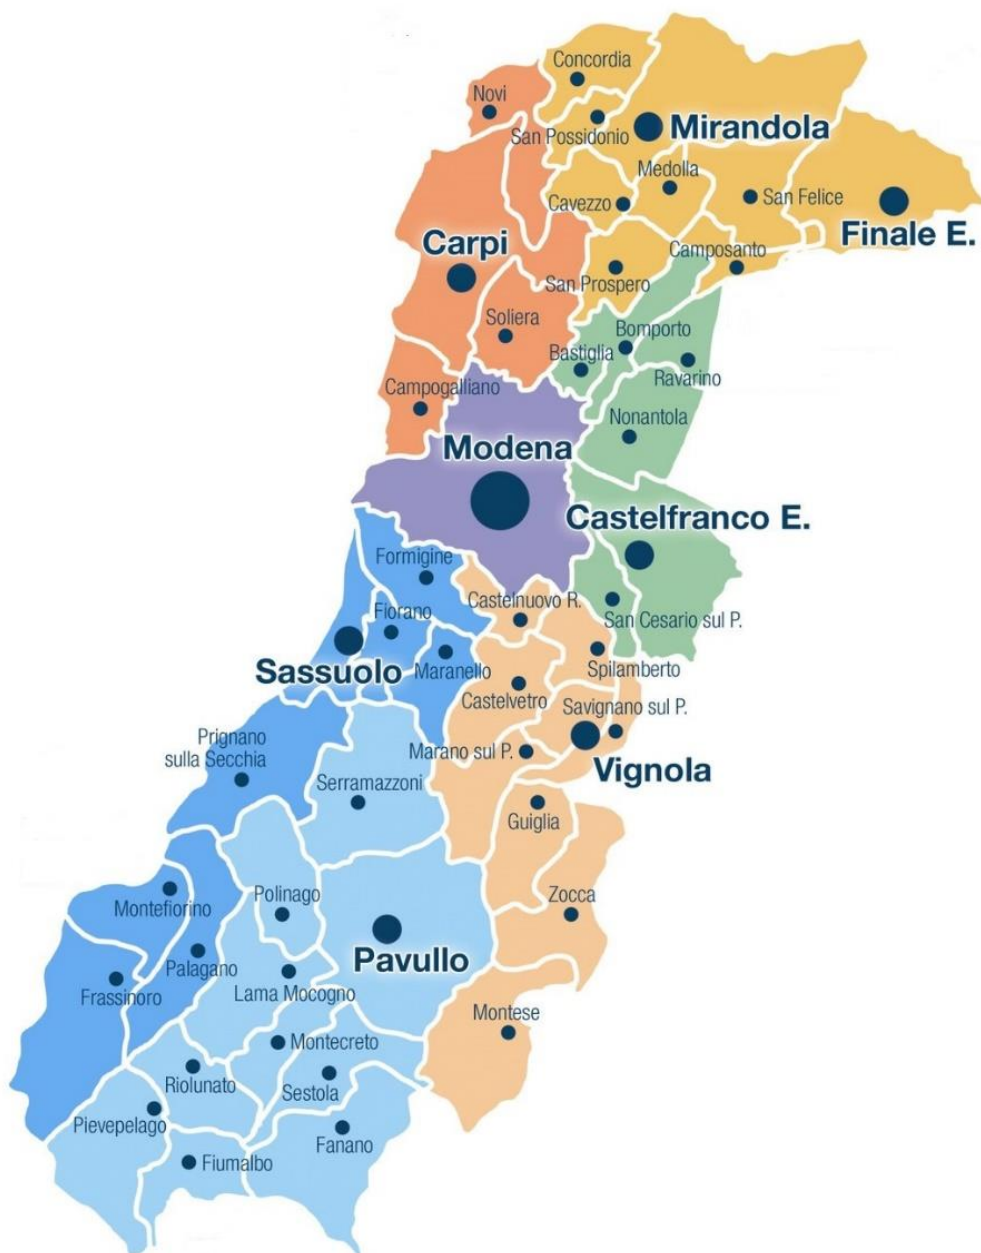 Concordia
Novi
San Possidonio
Mirandola
Medolla
San Felice
Cavezzo
Finale E.
Carpi
Camposanto
San Prospero
Soliera
Bomporto
Bastiglia
Ravarino
Campogalliano
Nonantola
Modena
Castelfranco E.
Formigine
Castelnuovo R.
Fiorano
San Cesario sul P.
Sassuolo
Maranello
Spilamberto
Castelvetro
Savignano sul P.
Prignano
sulla Secchia
Marano sul P.
Vignola
Serramazzoni
Guiglia
Polinago
Zocca
Montefiorino
Pavullo
Palagano
Frassinoro
Lama Mocogno
Montese
Montecreto
Riolunato
Sestola
Pievepelago
Fanano
Fiumalbo